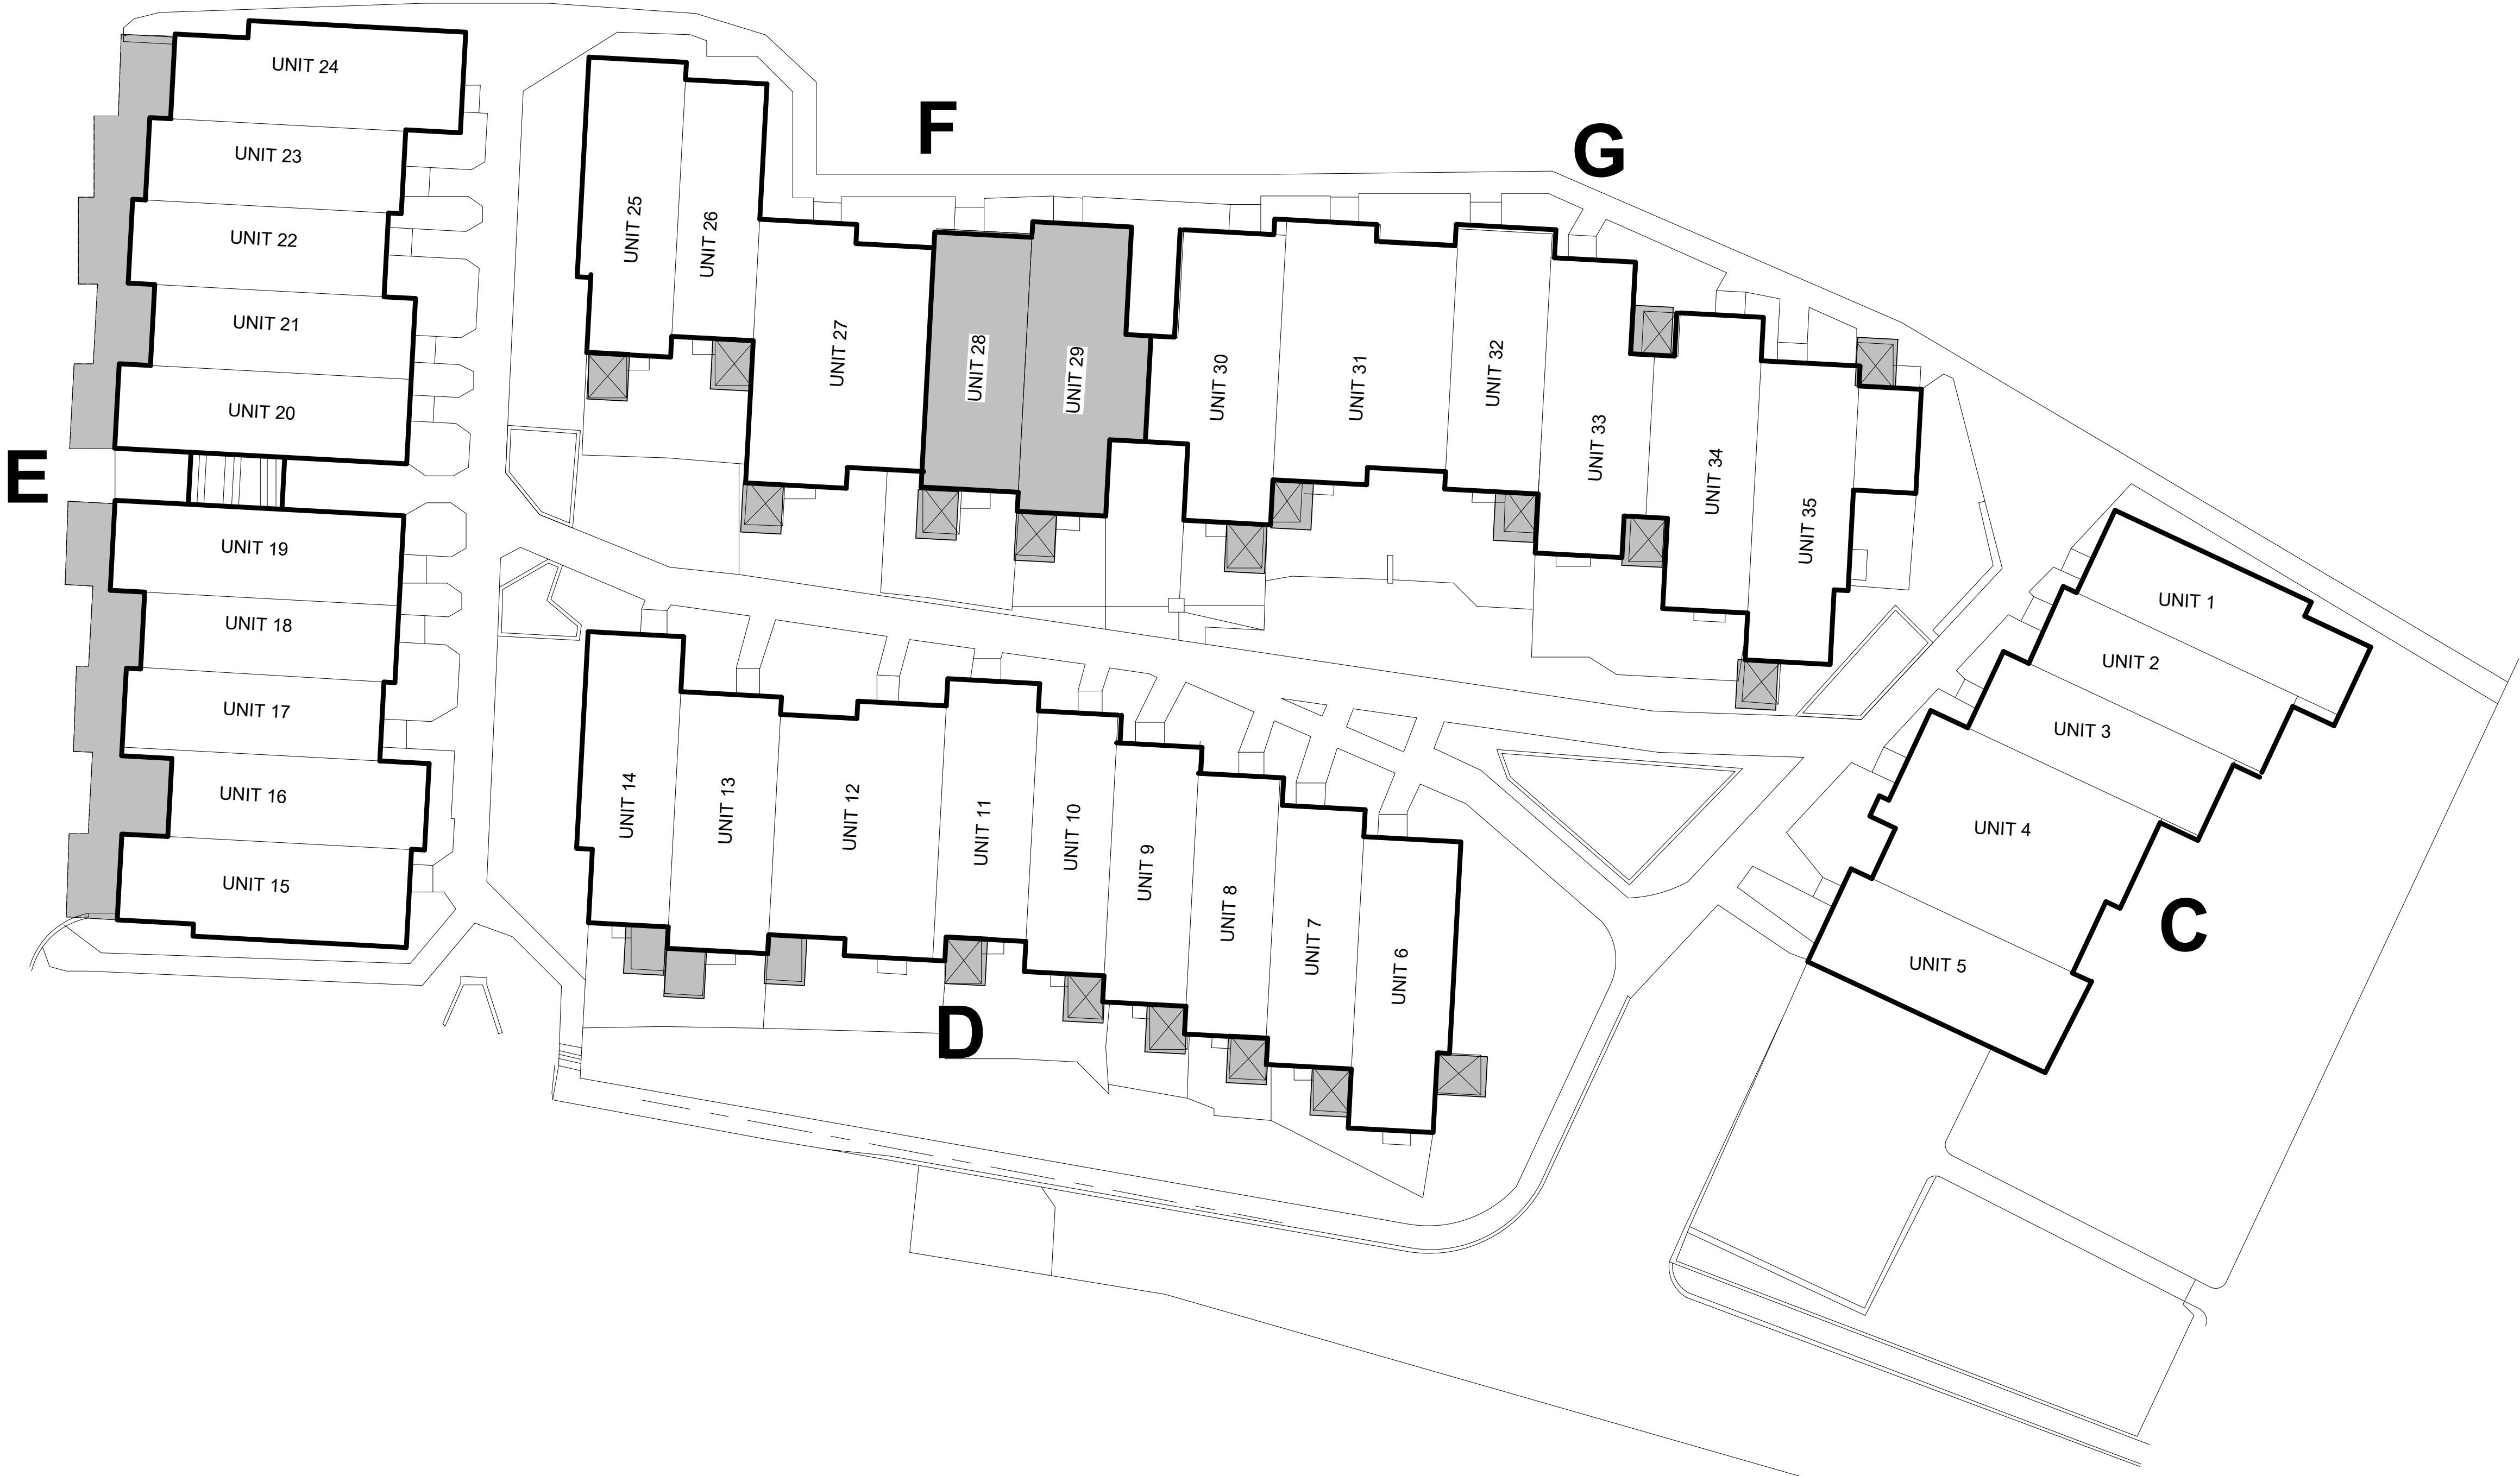 UNIT 24
UNIT 23
UNIT 22
UNIT 21
UNIT 20
E
UNIT 19
UNIT 18
UNIT 17
UNIT 16
UNIT 15
F
G
UNIT 25
UNIT 26
UNIT 27
UNIT 28
UNIT 29
UNIT 30
UNIT 31
UNIT 32
UNIT 33
UNIT 34
UNIT 35
UNIT 14
UNIT 13
UNIT 12
UNIT 11
UNIT 10
UNIT 9
UNIT 8
UNIT 7
UNIT 6
D
UNIT 1
UNIT 2
UNIT 3
UNIT 4
UNIT 5
C